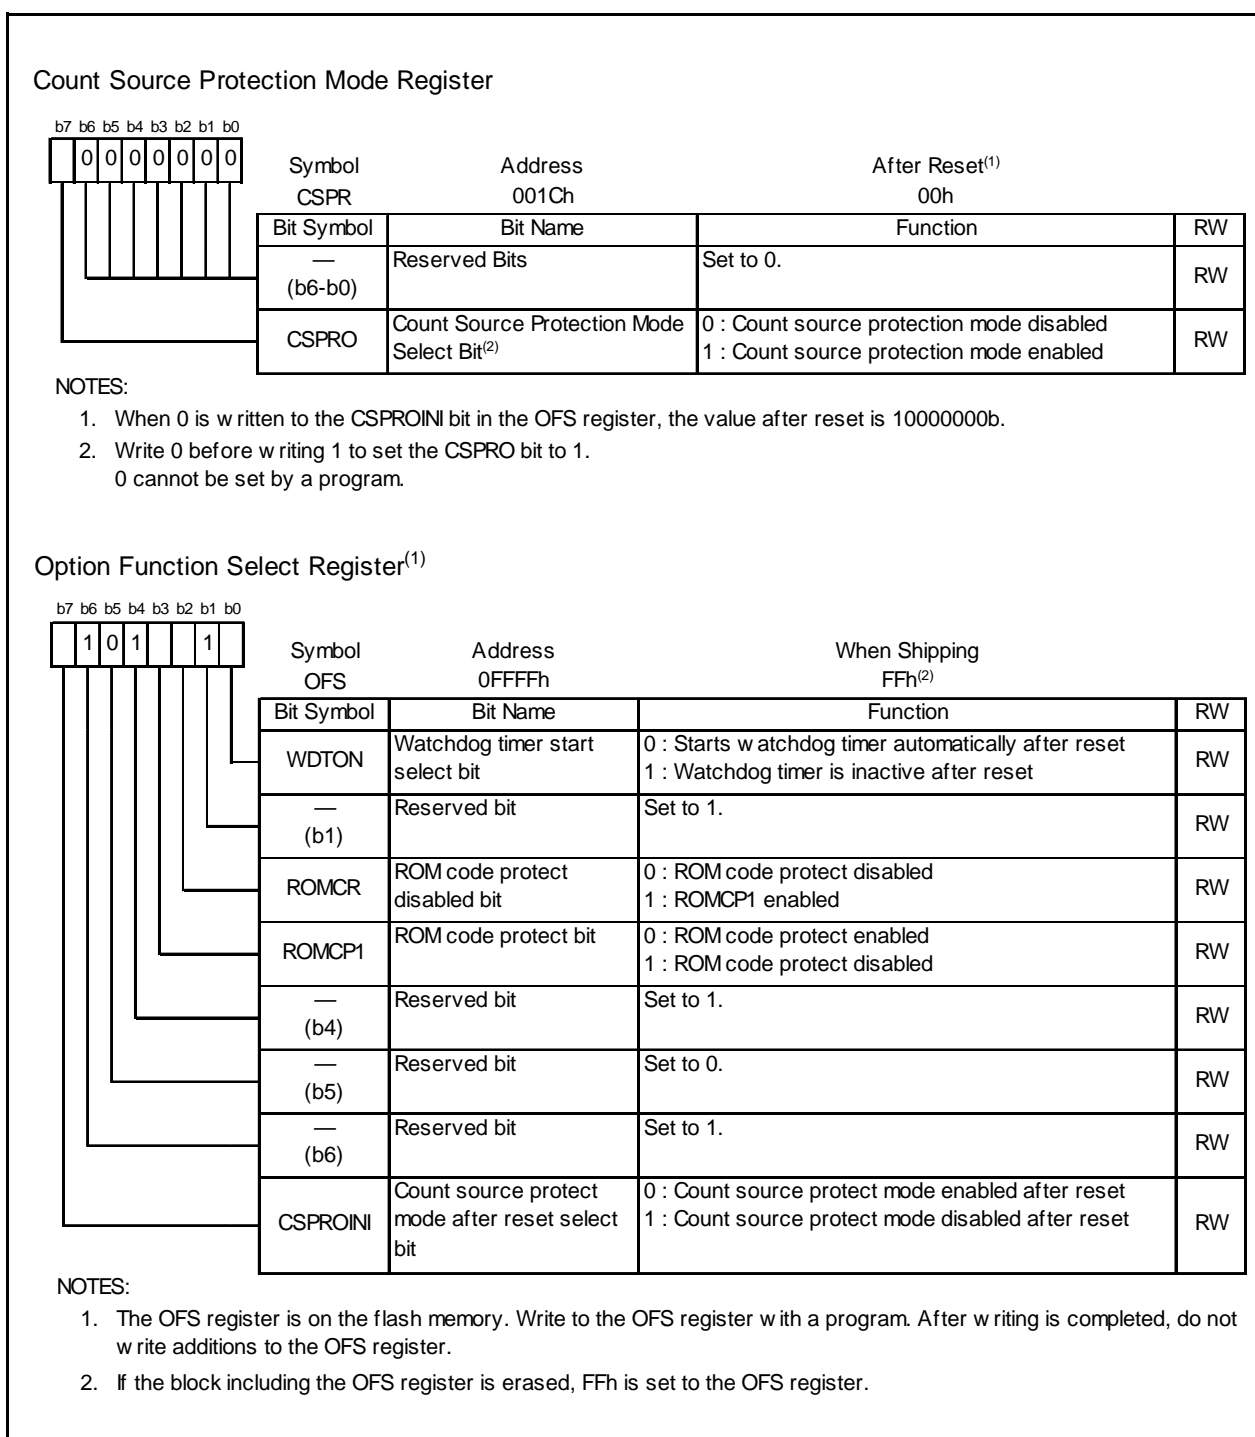 Count Source Protection Mode Register
b7 b6 b5 b4 b3 b2 b1 b0
0 0 0 0 0 0 0
Symbol Address After Reset(1)
CSPR 001Ch 00h
Bit Symbol Bit Name Function RW
— Reserved Bits Set to 0. RW
(b6-b0)
CSPRO Count Source Protection Mode 0 : Count source protection mode disabled RW
Select Bit(2) 1 : Count source protection mode enabled
NOTES:
1. When 0 is written to the CSPROINI bit in the OFS register, the value after reset is 10000000b.
2. Write 0 before writing 1 to set the CSPRO bit to 1.
0 cannot be set by a program.
Option Function Select Register(1)
b7 b6 b5 b4 b3 b2 b1 b0
1 0 1 1
Symbol Address When Shipping
OFS 0FFFFh FFh(2)
Bit Symbol Bit Name Function RW
WDTON Watchdog timer start 0 : Starts watchdog timer automatically after reset RW
select bit 1 : Watchdog timer is inactive after reset
— Reserved bit Set to 1. RW
(b1)
ROMCR ROM code protect 0 : ROM code protect disabled RW
disabled bit 1 : ROMCP1 enabled
ROMCP1 ROM code protect bit 0 : ROM code protect enabled RW
1 : ROM code protect disabled
— Reserved bit Set to 1. RW
(b4)
— Reserved bit Set to 0. RW
(b5)
— Reserved bit Set to 1. RW
(b6)
Count source protect 0 : Count source protect mode enabled after reset
CSPROINI mode after reset select 1 : Count source protect mode disabled after reset RW
bit
NOTES:
1. The OFS register is on the flash memory. Write to the OFS register with a program. After writing is completed, do not
write additions to the OFS register.
2. If the block including the OFS register is erased, FFh is set to the OFS register.